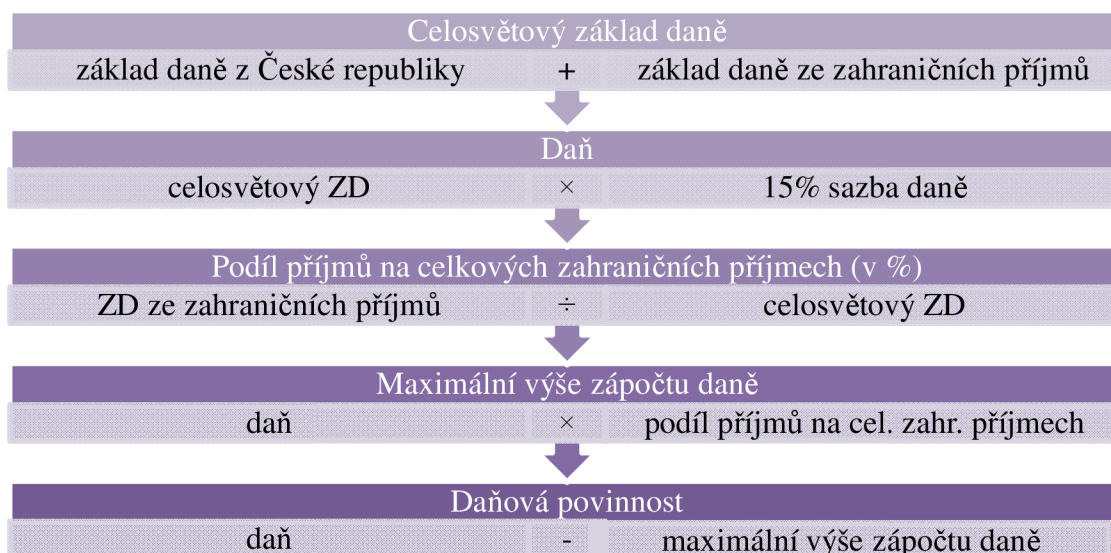 Celosvětový základ daně
základ daně z České republiky + základ daně ze zahraničních příjmů
Daň
celosvětový ZD × 15% sazba daně
Podíl příjmů na celkových zahraničních příjmech (v %)
ZD ze zahraničních příjmů ÷ celosvětový ZD
Maximální výše zápočtu daně
daň × podíl příjmů na cel. zahr. příjmech
Daňová povinnost
daň - maximální výše zápočtu daně